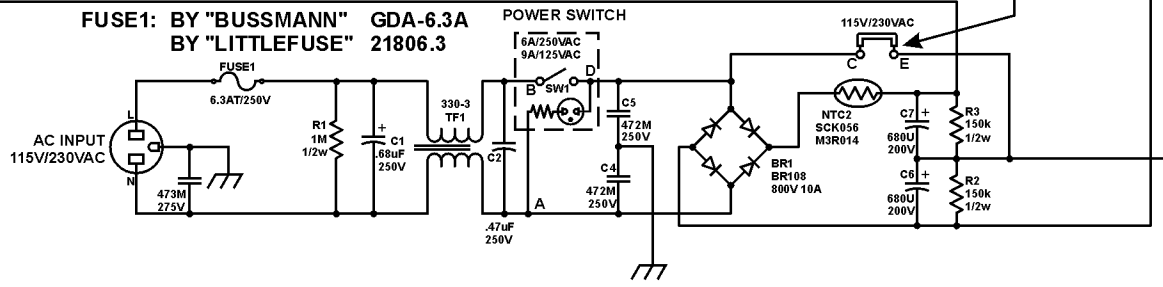 FUSE1: BY "BUSSMANN" GDA-6.3A
BY "LITTLEFUSE" 21806.3
POWER SWITCH
6A/250VAC
9A/125VAC
115V/230VAC
FUSE1
6.3AT/250V
B
SW1
D
C
E
L
AC INPUT
115V/230VAC
N
473M
275V
R1
1M
1/2w
+
C1
.68uF
250V
330-3
TF1
C2
.47uF
250V
A
C5
472M
250V
C4
472M
250V
BR1
BR108
800V 10A
NTC2
SCK056
M3R014
C7
+
680U
200V
C6
+
680U
200V
R3
150k
1/2w
R2
150k
1/2w